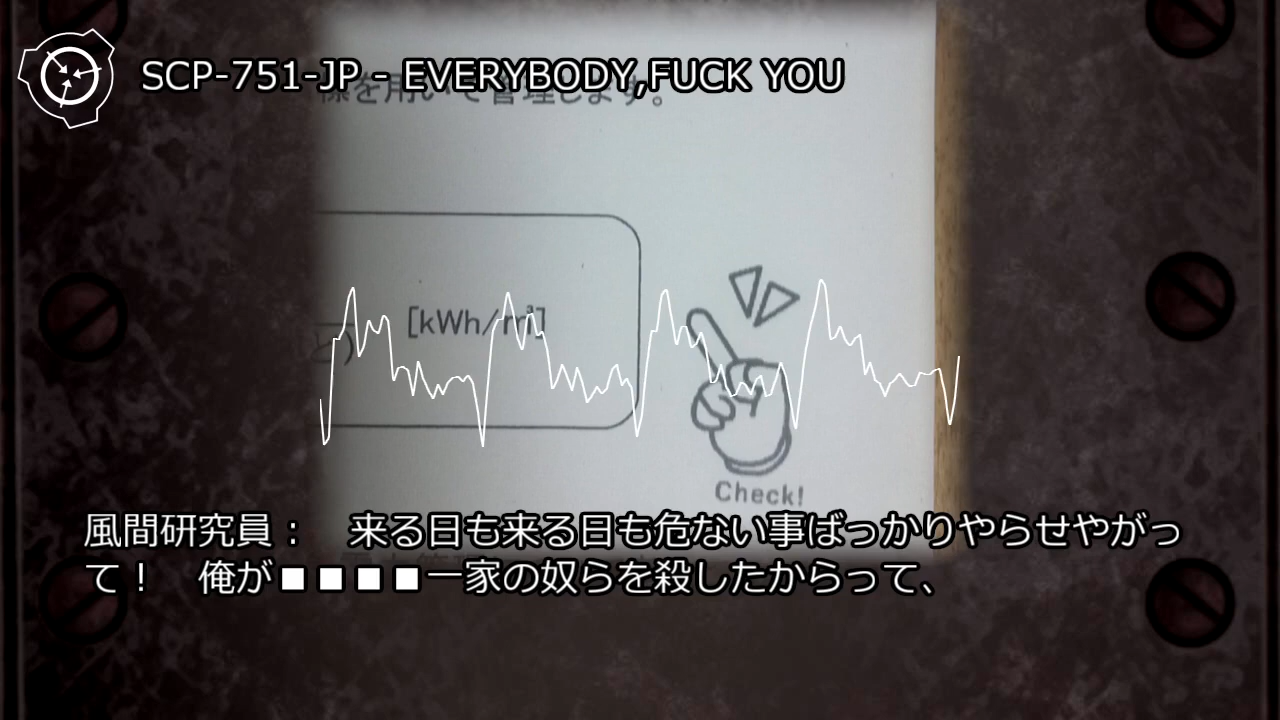 SCP-751-JP - EVERYBODY,FUCK YOU
を用いて管理します。
[kWh/m³]
Check!
風間研究員：　来る日も来る日も危ない事ばっかりやらせやがっ
て！　俺が■■■■一家の奴らを殺したからって、